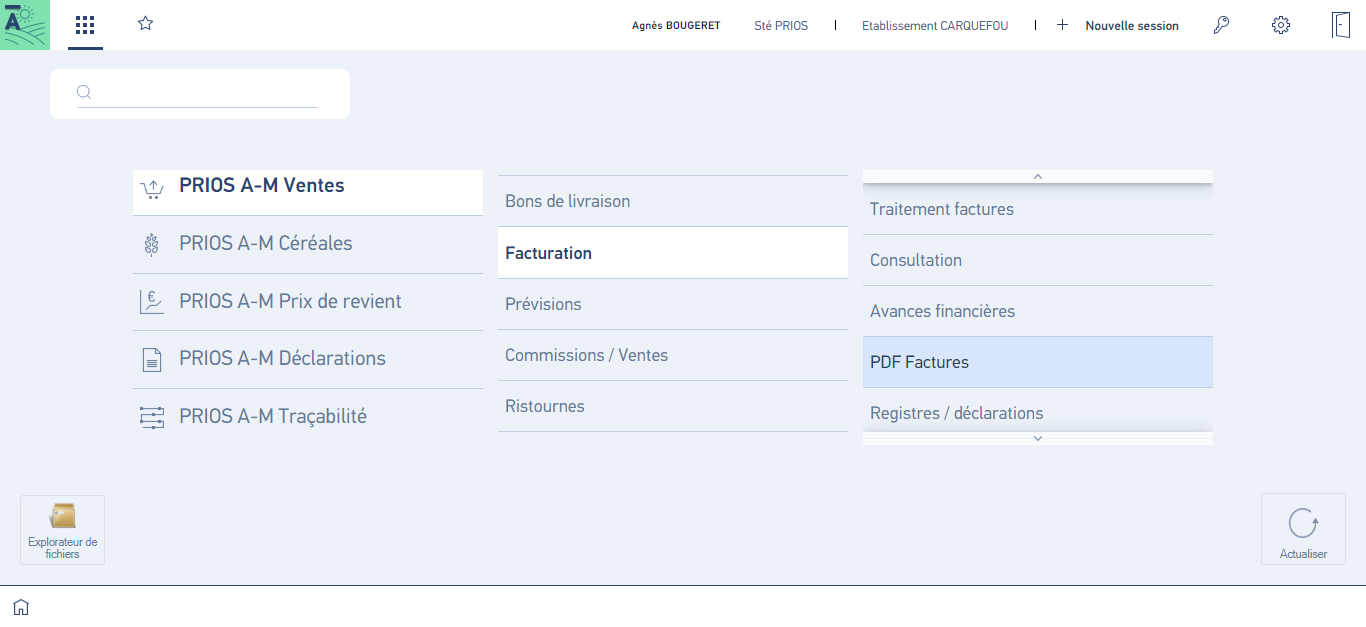 Ā
Agnès BOUGERET
Sté PRIOS
Etablissement CARQUEFOU
Nouvelle session
PRIOS A-M Ventes
PRIOS A-M Céréales
PRIOS A-M Prix de revient
PRIOS A-M Déclarations
PRIOS A-M Traçabilité
Bons de livraison
Facturation
Prévisions
Commissions / Ventes
Ristournes
Traitement factures
Consultation
Avances financières
PDF Factures
Registres / déclarations
Explorateur de
fichiers
Actualiser